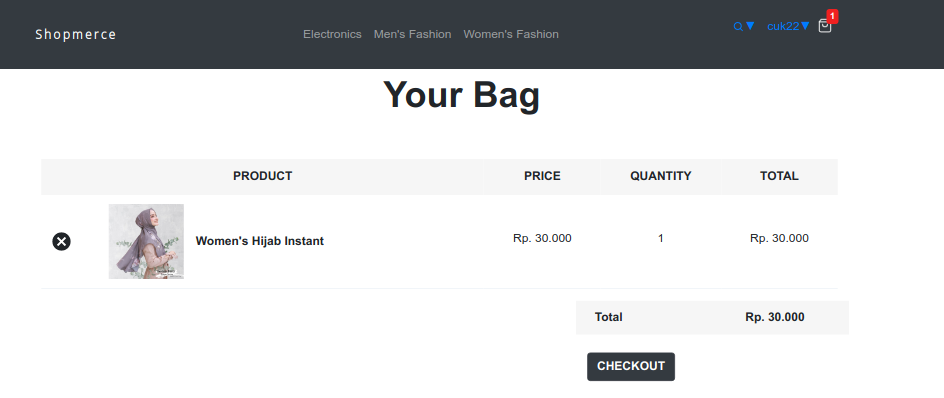 Shopmerce
Electronics Men's Fashion Women's Fashion
cuk22
1
Your Bag
PRODUCT PRICE QUANTITY TOTAL
Women's Hijab Instant Rp. 30.000 1 Rp. 30.000
Total Rp. 30.000
CHECKOUT